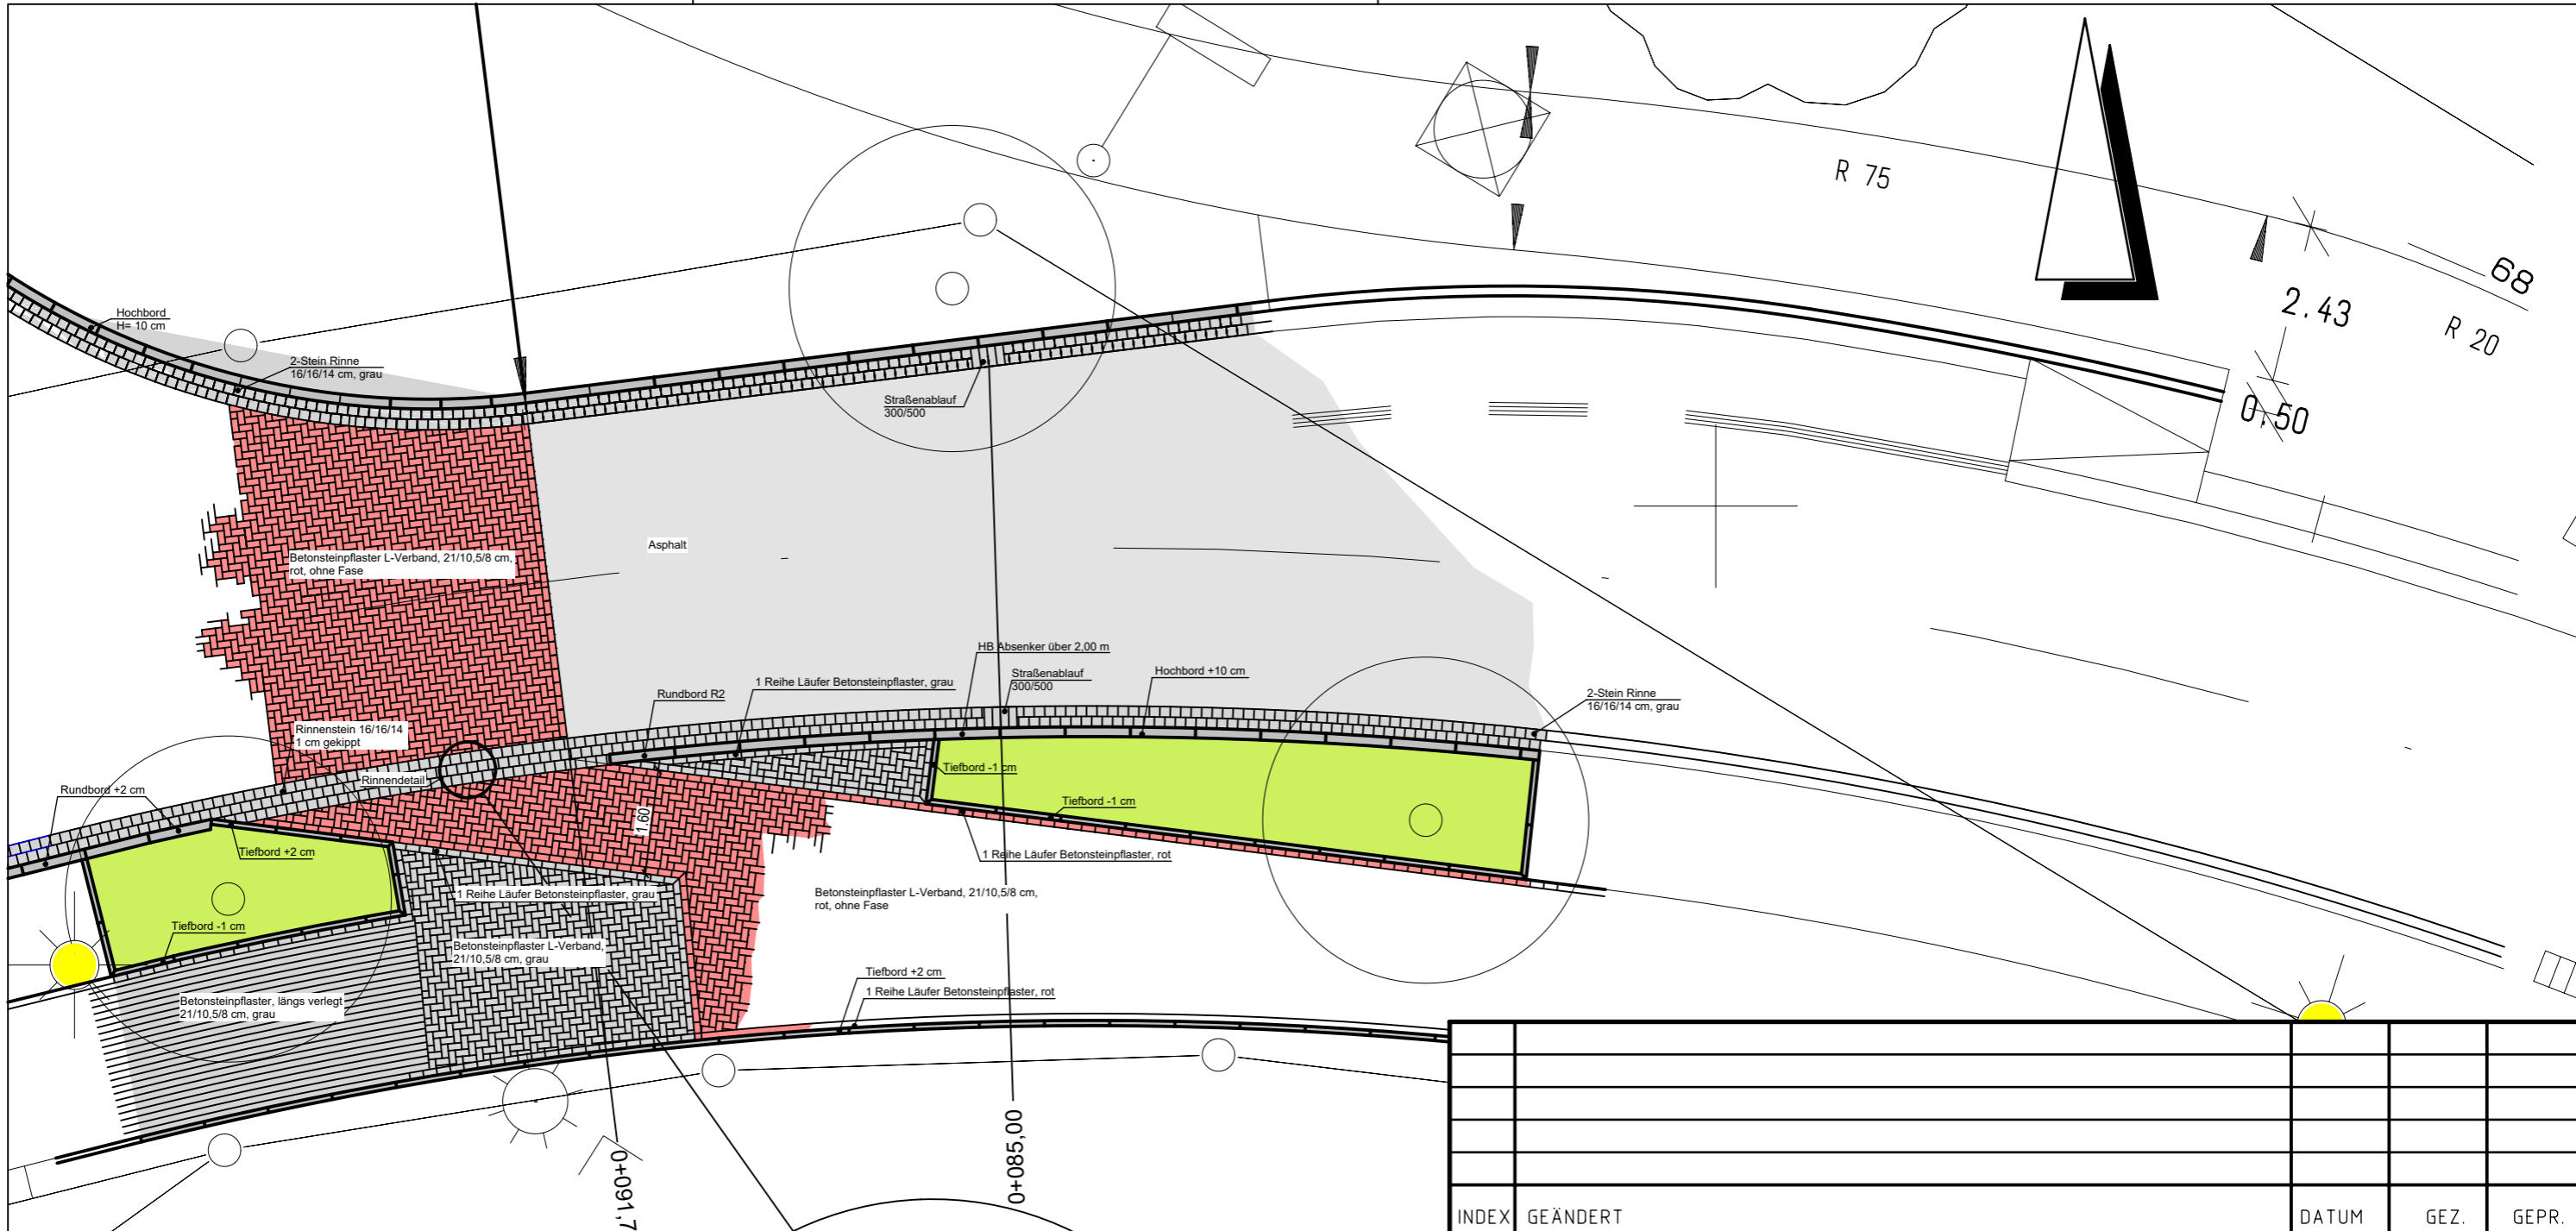 R 75
68
2.43
R 20
0.50
Hochbord
H= 10 cm
2-Stein Rinne
16/16/14 cm, grau
Straßenablauf
300/500
Asphalt
Betonsteinpflaster L-Verband, 21/10,5/8 cm,
rot, ohne Fase
HB Absenker über 2,00 m
Straßenablauf
300/500
Hochbord +10 cm
1 Reihe Läufer Betonsteinpflaster, grau
Rundbord R2
2-Stein Rinne
16/16/14 cm, grau
Rinnenstein 16/16/14
1 cm gekippt
Rinnendetail
Tiefbord -1 cm
Rundbord +2 cm
Tiefbord -1 cm
1.60
Tiefbord +2 cm
1 Reihe Läufer Betonsteinpflaster, rot
1 Reihe Läufer Betonsteinpflaster, grau
Betonsteinpflaster L-Verband, 21/10,5/8 cm,
rot, ohne Fase
Tiefbord -1 cm
Betonsteinpflaster L-Verband,
21/10,5/8 cm, grau
Tiefbord +2 cm
1 Reihe Läufer Betonsteinpflaster, rot
Betonsteinpflaster, längs verlegt
21/10,5/8 cm, grau
0+085,00
0+091,7
INDEX GEÄNDERT DATUM GEZ. GEPR.